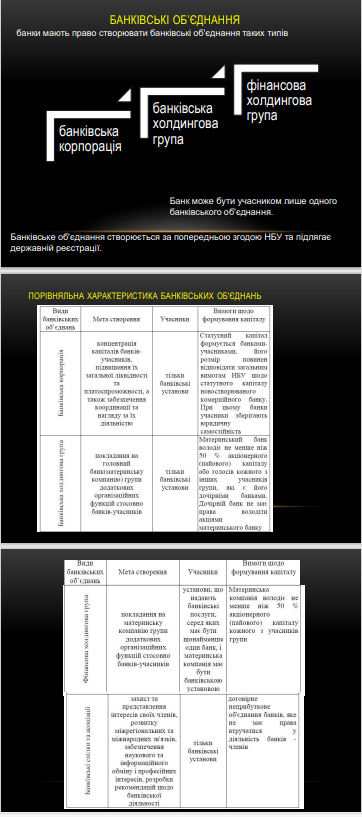 БАНКІВСЬКІ ОБ'ЄДНАННЯ
банки мають право створювати банківські об'єднання таких типів
банківська
корпорація
банківська
холдингова
група
фінансова
холдингова
група
Банк може бути учасником лише одного
банківського об'єднання.
Банківське об'єднання створюється за попередньою згодою НБУ та підлягає
державній реєстрації.
ПОРІВНЯЛЬНА ХАРАКТЕРИСТИКА БАНКІВСЬКИХ ОБ'ЄДНАНЬ
Види
банківських
об'єднань
Мета створення
Учасники
Вимоги щодо
формування капіталу
Банківська корпорація
концентрація
капіталів банків-
учасників,
підвищення їх
загальної ліквідності
та
платоспроможності, а
також забезпечення
координації та
нагляду за їх
діяльністю
тільки
банківські
установи
Статутний капітал
формується банками-
учасниками, його
розмір повинен
відповідати загальним
вимогам НБУ щодо
статутного капітал
новоствореного
комерційного банку.
При цьому банки
учасники зберігають
юридичну
самостійність
Банківська холдингова група
покладання на
головний
банк(материнську
компанію) групи
додаткових
організаційних
функцій стосовно
банків-учасників
тільки
банківські
установи
Материнський банк
володіє не менше ніж
50 % акціонерного
(пайового) капіталу
або голосів кожного з
інших учасників
групи, які є його
дочірніми банками.
Дочірній банк не має
права володіти
акціями
материнського банку
Види
банківських
об'єднань
Мета створення
Учасники
Вимоги щодо
формування капіталу
Фінансова холдингова група
покладання на
материнську
компанію групи
додаткових
організаційних
функцій стосовно
банків-учасників
установи, що
надають
банківські
послуги,
серед яких
має бути
щонайменше
один банк, і
материнська
компанія має
бути
банківською
установою
Материнська
компанія володіє не
менше ніж 50 %
акціонерного
(пайового) капіталу
кожного з учасників
групи
Банківські спілки та асоціації
захист та
представлення
інтересів своїх членів,
розвитку
міжрегіональних та
міжнародних зв'язків,
забезпечення
наукового та
інформаційного
обміну і професійних
інтересів, розробки
рекомендацій щодо
банківської
діяльності
тільки
банківські
установи
договірне
неприбуткове
об'єднання банків, яке
не має права
втручатися у
діяльність банків -
членів